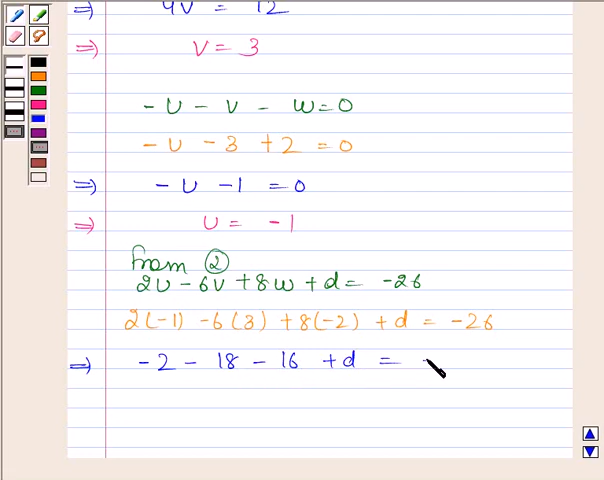 ⇒ 4v = 12
⇒ v = 3
- u - v - w = 0
- u - 3 + 2 = 0
⇒ - u - 1 = 0
⇒ u = - 1
from ②
2u - 6v + 8w + d = -26
2(-1) - 6(3) + 8(-2) + d = -26
⇒ - 2 - 18 - 16 + d = -